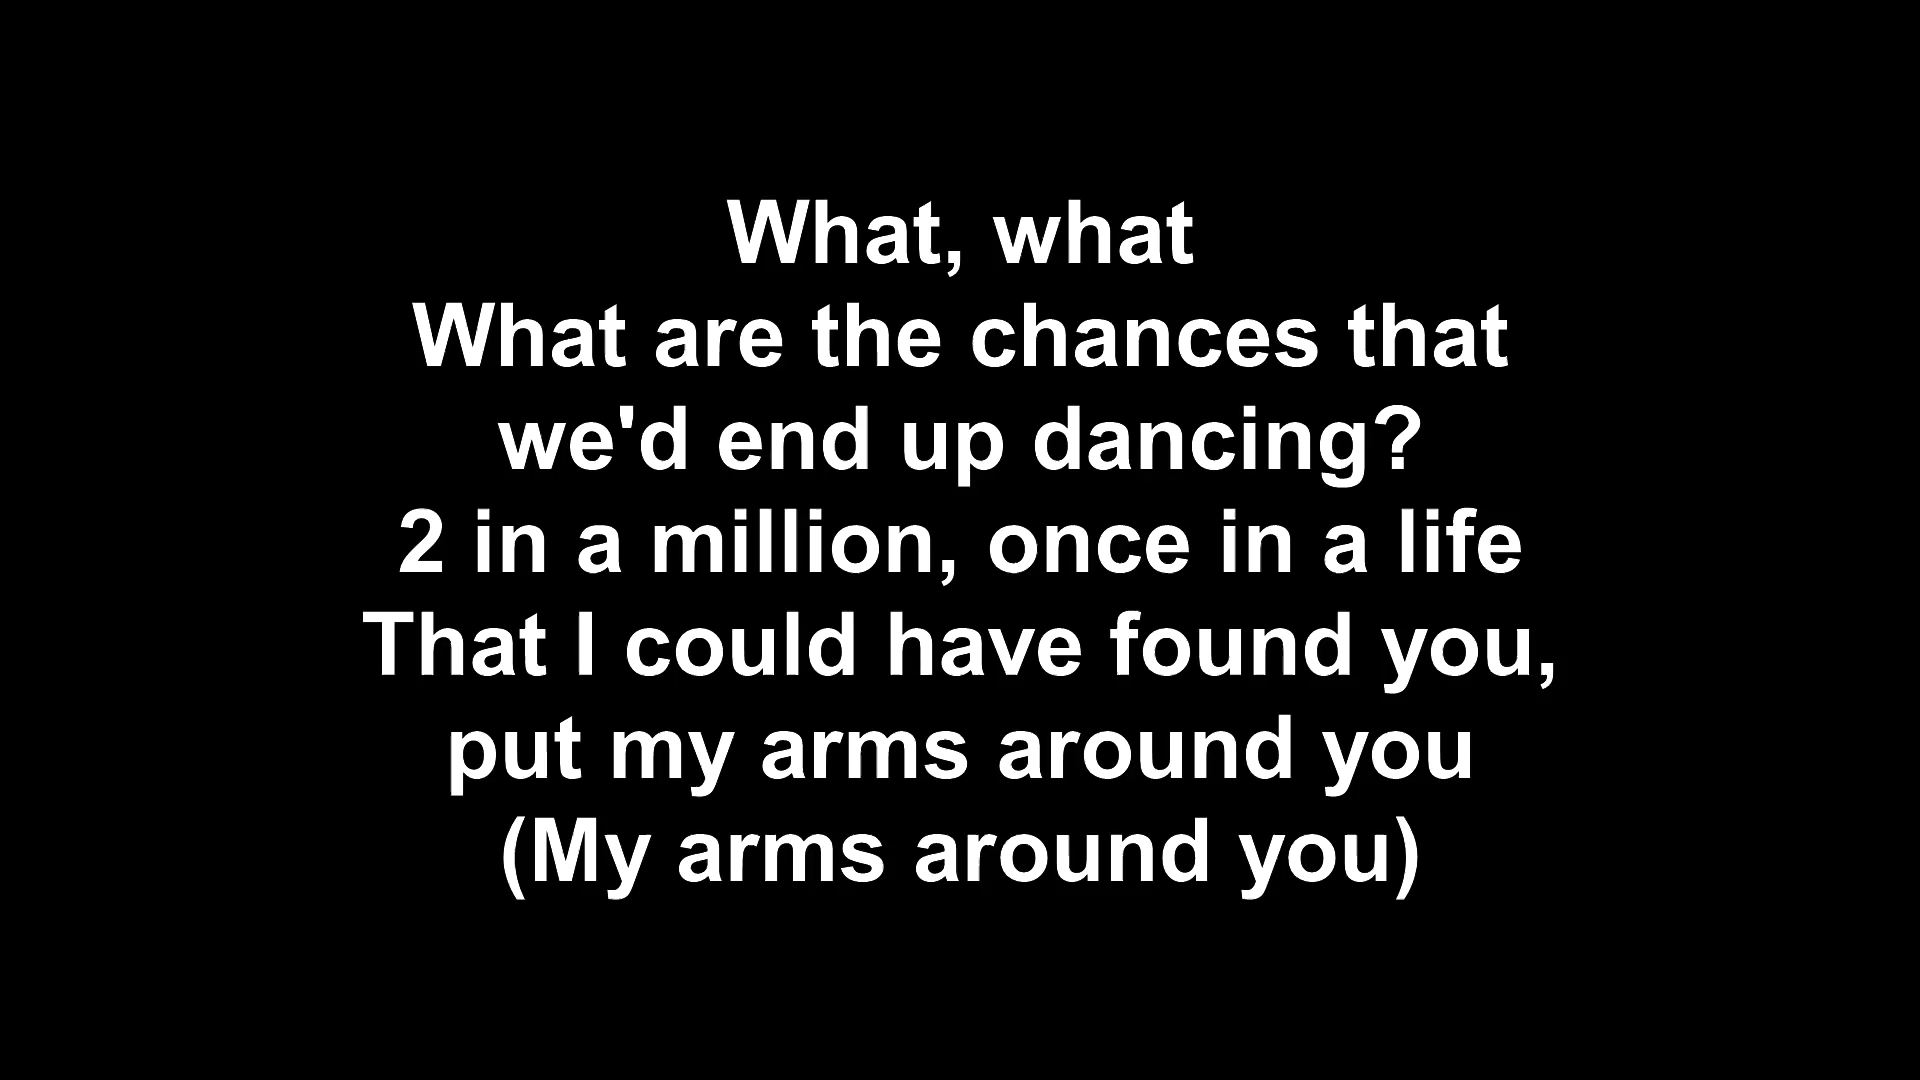 What, what
What are the chances that
we'd end up dancing?
2 in a million, once in a life
That I could have found you,
put my arms around you
(My arms around you)